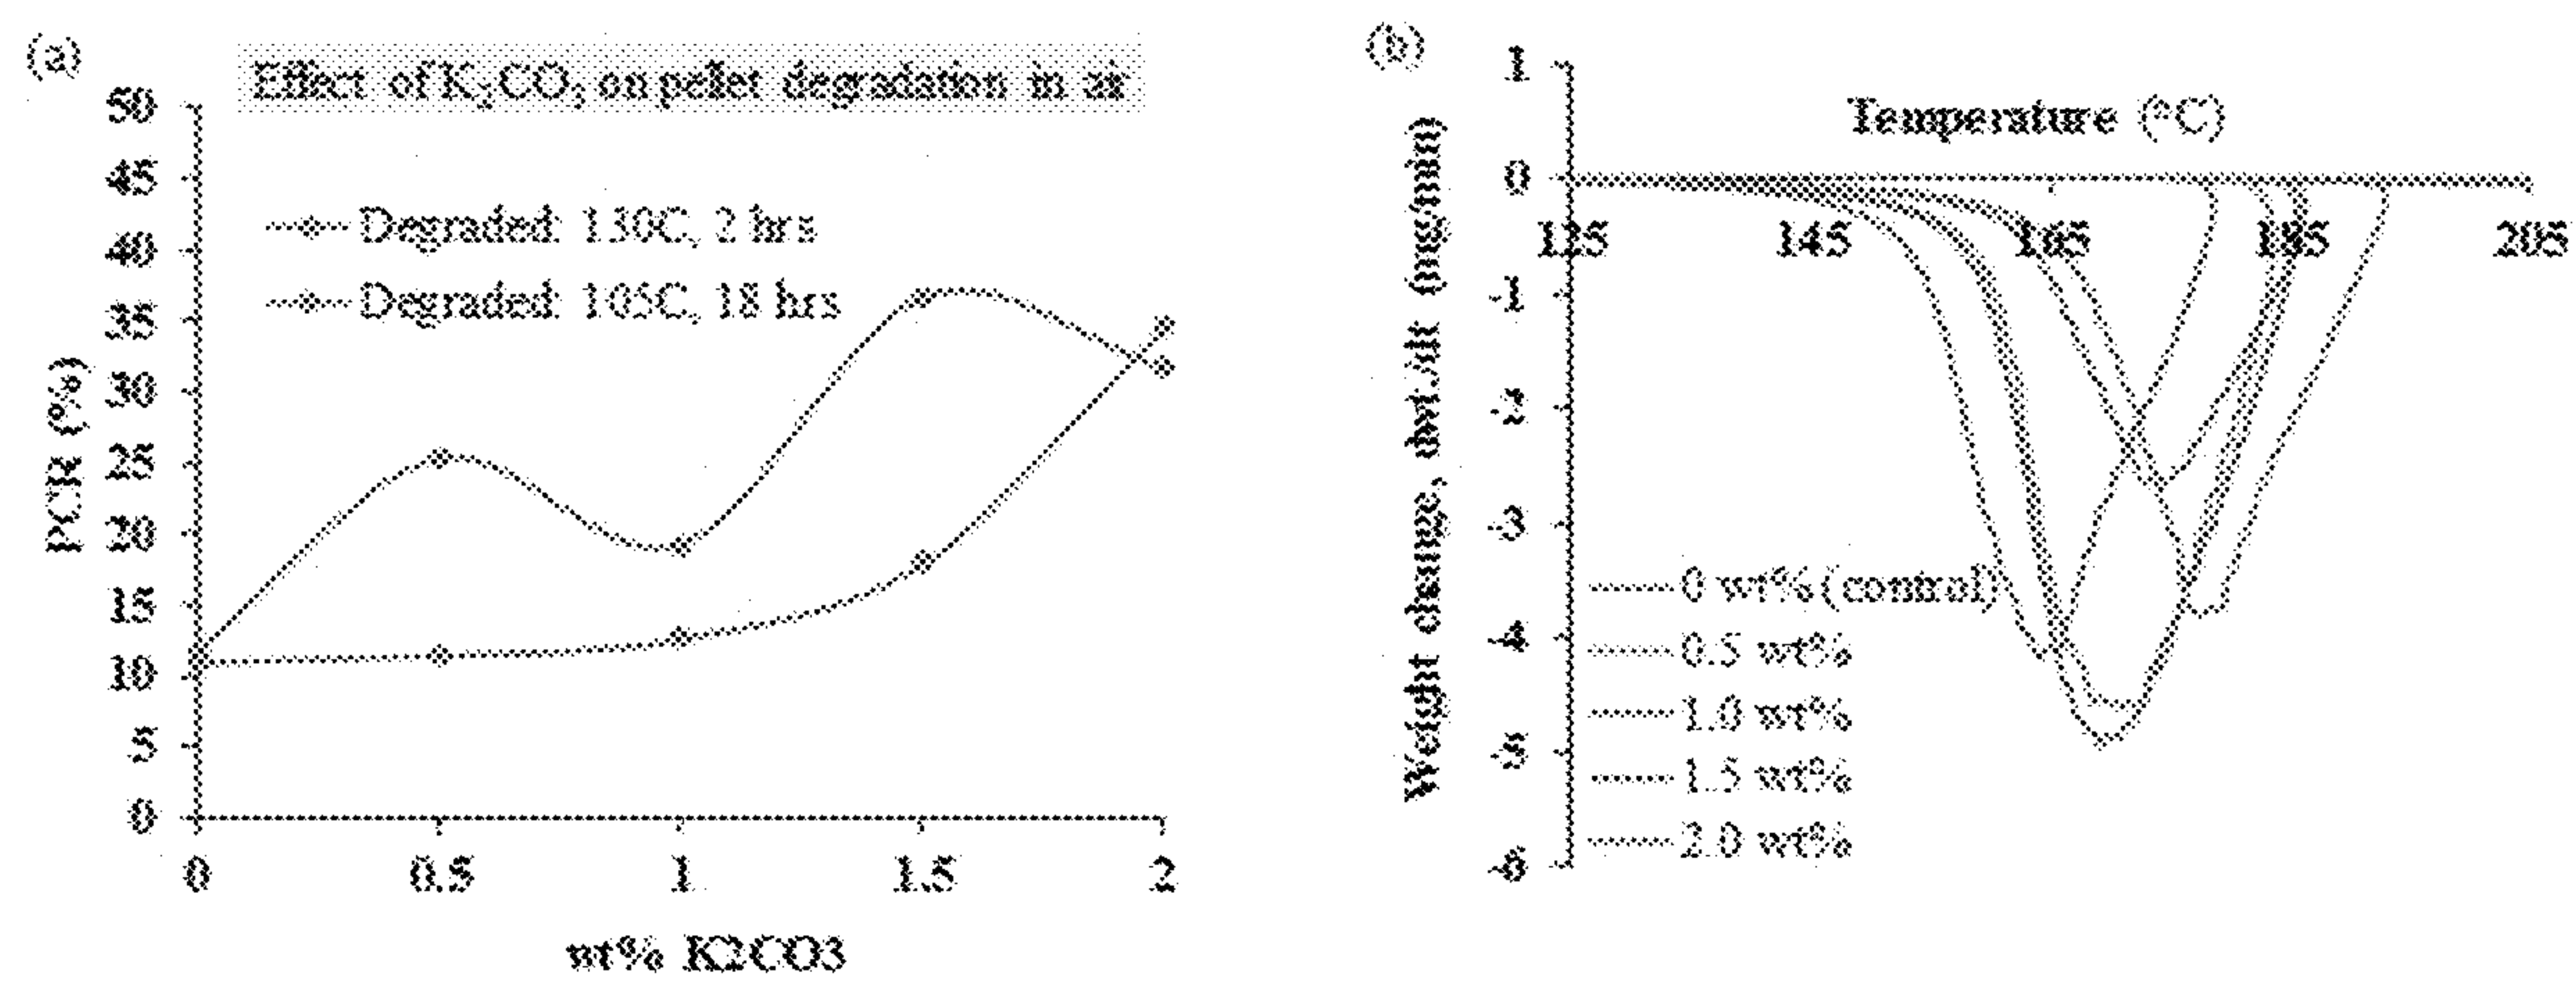 (a)
Effect of K2CO3 on pellet degradation in air
50
45
40
35
30
25
20
15
10
5
0
PCR (%)
Degraded: 130C, 2 hrs
Degraded: 105C, 18 hrs
0 0.5 1 1.5 2
wt% K2CO3
(b)
Temperature (°C)
1
0
-1
-2
-3
-4
-5
-6
125 145 165 185 205
Weight change, dwt./dt (mg/min)
0 wt% (control)
0.5 wt%
1.0 wt%
1.5 wt%
2.0 wt%